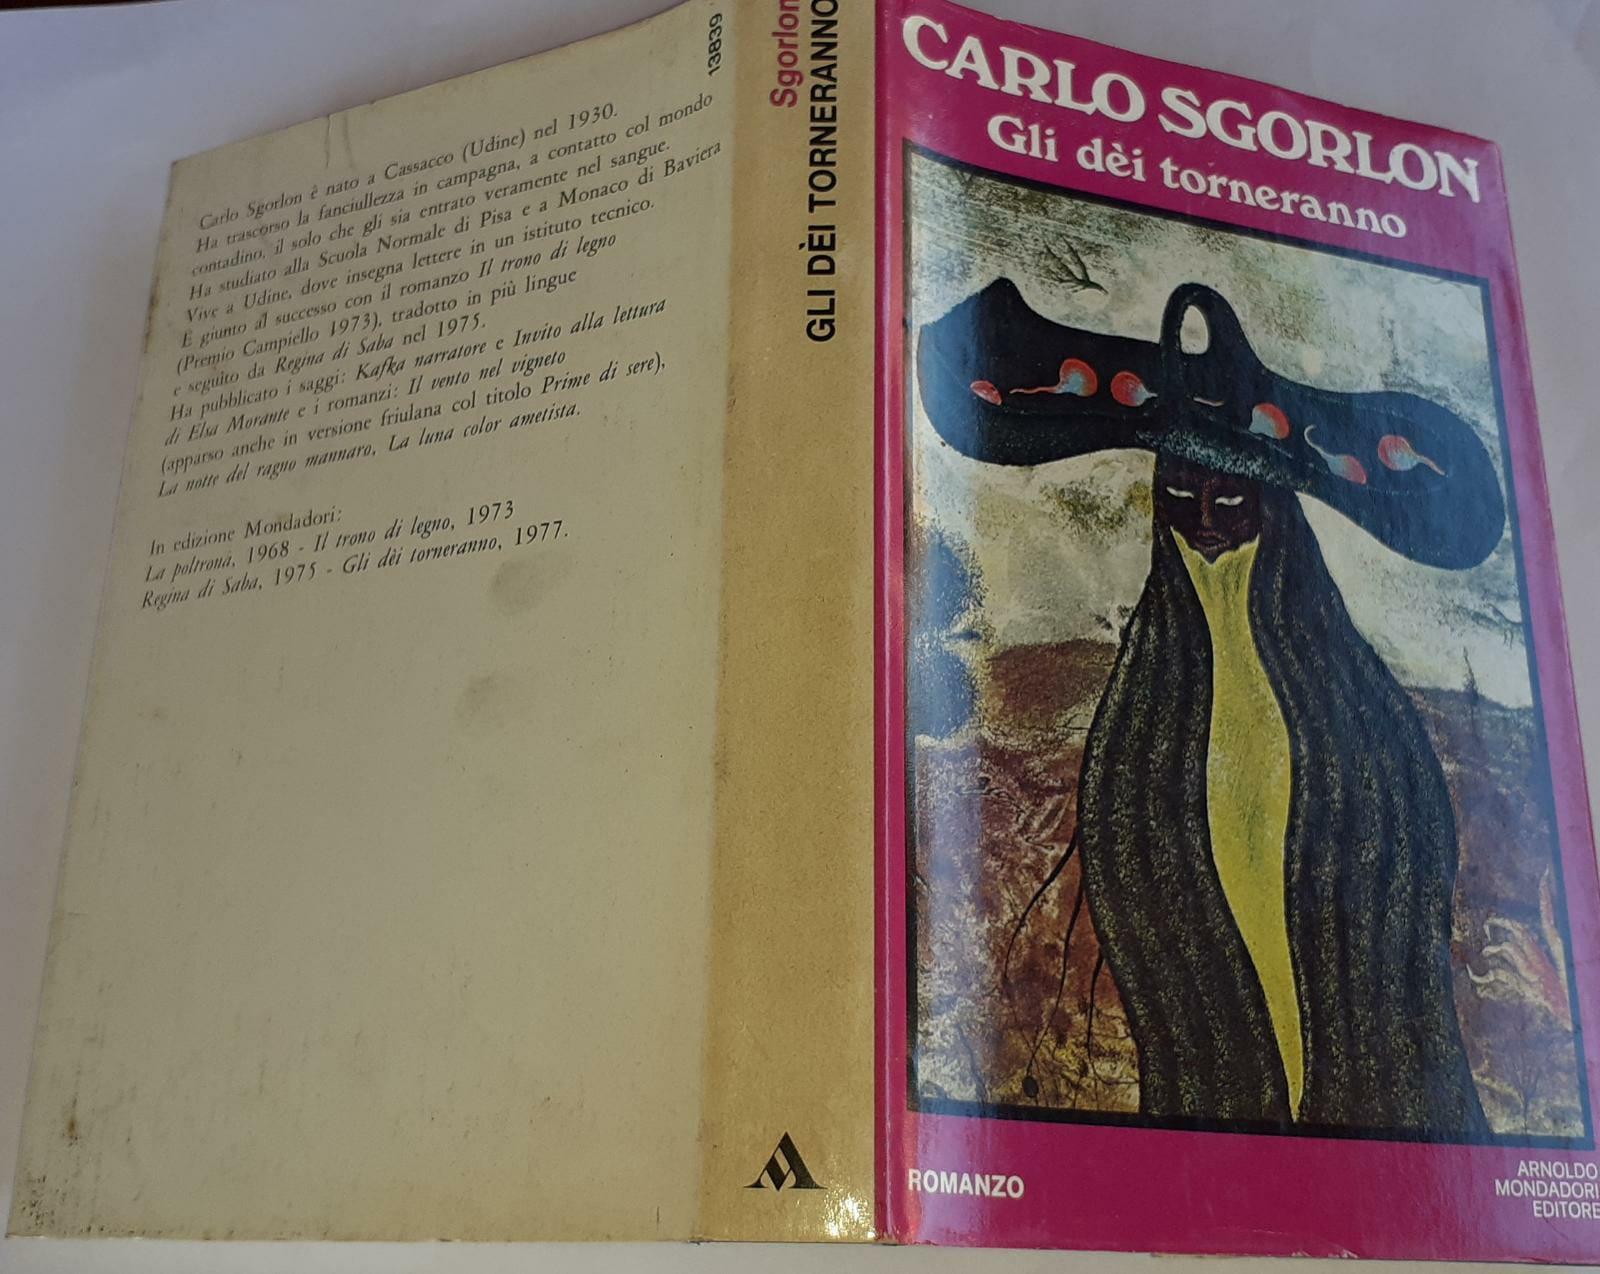 Carlo Sgorlon è nato a Cassacco (Udine) nel 1930.
Ha trascorso la fanciullezza in campagna, a contatto col mondo
contadino, il solo che gli sia entrato veramente nel sangue.
Ha studiato alla Scuola Normale di Pisa e a Monaco di Baviera
Vive a Udine, dove insegna lettere in un istituto tecnico.
È giunto al successo con il romanzo Il trono di legno
(Premio Campiello 1973), tradotto in più lingue
e seguito da Regina di Saba nel 1975.
Ha pubblicato i saggi: Kafka narratore e Invito alla lettura
di Elsa Morante e i romanzi: Il vento nel vigneto
(apparso anche in versione friulana col titolo Prime di sere),
La notte del ragno mannaro, La luna color ametista.
In edizione Mondadori:
La poltrona, 1968 - Il trono di legno, 1973
Regina di Saba, 1975 - Gli dèi torneranno, 1977.
13839
Sgorlon
GLI DÈI TORNERANNO
CARLO SGORLON
Gli dèi torneranno
ROMANZO
ARNOLDO
MONDADORI
EDITORE